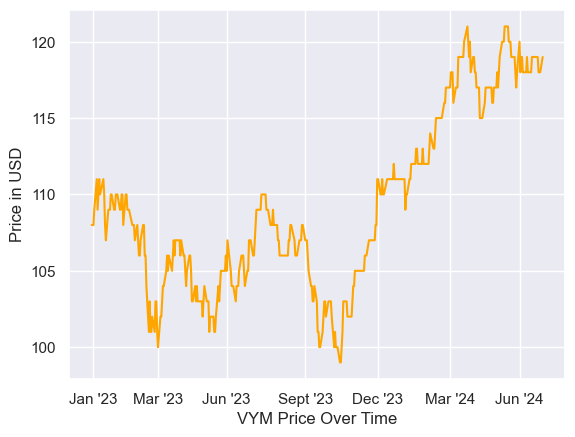 Price in USD
120
115
110
105
100
Jan '23 Mar '23 Jun '23 Sept '23 Dec '23 Mar '24 Jun '24
VYM Price Over Time